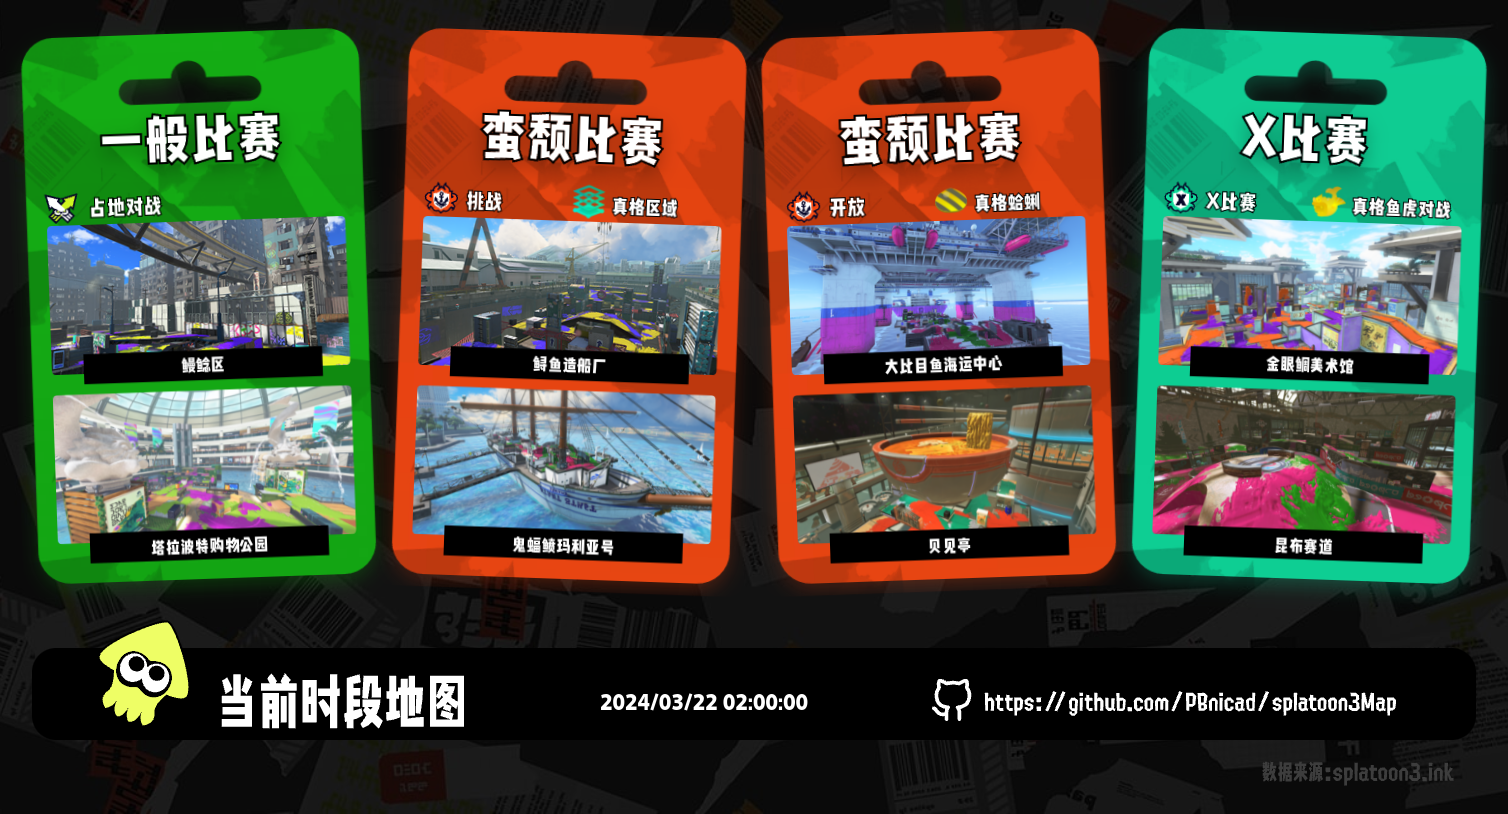 一般比赛
占地对战
鳗鲶区
塔拉波特购物公园
蛮颓比赛
挑战
真格区域
鲟鱼造船厂
鬼蝠鲼玛利亚号
蛮颓比赛
开放
真格蛤蜊
大比目鱼海运中心
贝见亭
X比赛
X比赛
真格鱼虎对战
金眼鲷美术馆
昆布赛道
当前时段地图
2024/03/22 02:00:00
https://github.com/PBnicad/splatoon3Map
数据来源:splatoon3.ink